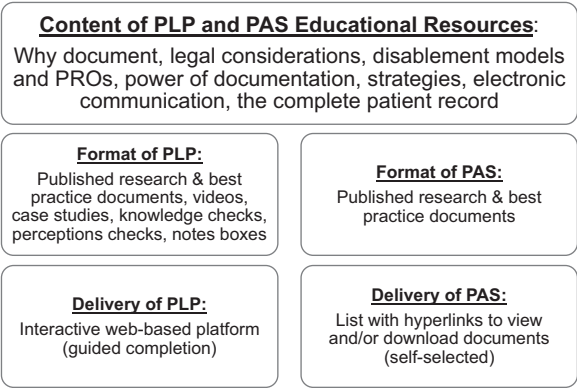 Content of PLP and PAS Educational Resources:
Why document, legal considerations, disablement models
and PROs, power of documentation, strategies, electronic
communication, the complete patient record
Format of PLP:
Published research & best
practice documents, videos,
case studies, knowledge checks,
perceptions checks, notes boxes
Format of PAS:
Published research & best
practice documents
Delivery of PLP:
Interactive web-based platform
(guided completion)
Delivery of PAS:
List with hyperlinks to view
and/or download documents
(self-selected)